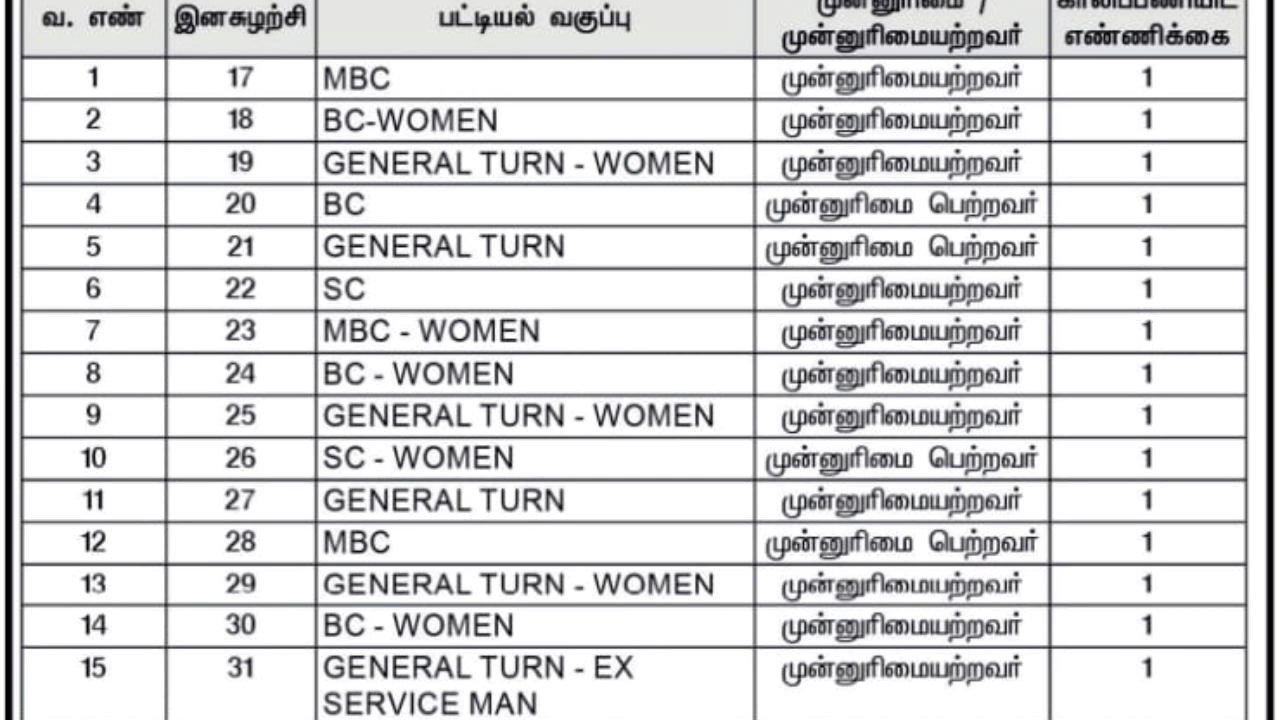 வ. எண் இனசுழற்சி பட்டியல் வகுப்பு முன்னுரிமை / முன்னுரிமையற்றவர் காலிப்பணியிட எண்ணிக்கை
1 17 MBC முன்னுரிமையற்றவர் 1
2 18 BC-WOMEN முன்னுரிமையற்றவர் 1
3 19 GENERAL TURN - WOMEN முன்னுரிமையற்றவர் 1
4 20 BC முன்னுரிமை பெற்றவர் 1
5 21 GENERAL TURN முன்னுரிமை பெற்றவர் 1
6 22 SC முன்னுரிமையற்றவர் 1
7 23 MBC - WOMEN முன்னுரிமையற்றவர் 1
8 24 BC - WOMEN முன்னுரிமையற்றவர் 1
9 25 GENERAL TURN - WOMEN முன்னுரிமையற்றவர் 1
10 26 SC - WOMEN முன்னுரிமை பெற்றவர் 1
11 27 GENERAL TURN முன்னுரிமையற்றவர் 1
12 28 MBC முன்னுரிமை பெற்றவர் 1
13 29 GENERAL TURN - WOMEN முன்னுரிமையற்றவர் 1
14 30 BC - WOMEN முன்னுரிமையற்றவர் 1
15 31 GENERAL TURN - EX முன்னுரிமையற்றவர் 1
SERVICE MAN